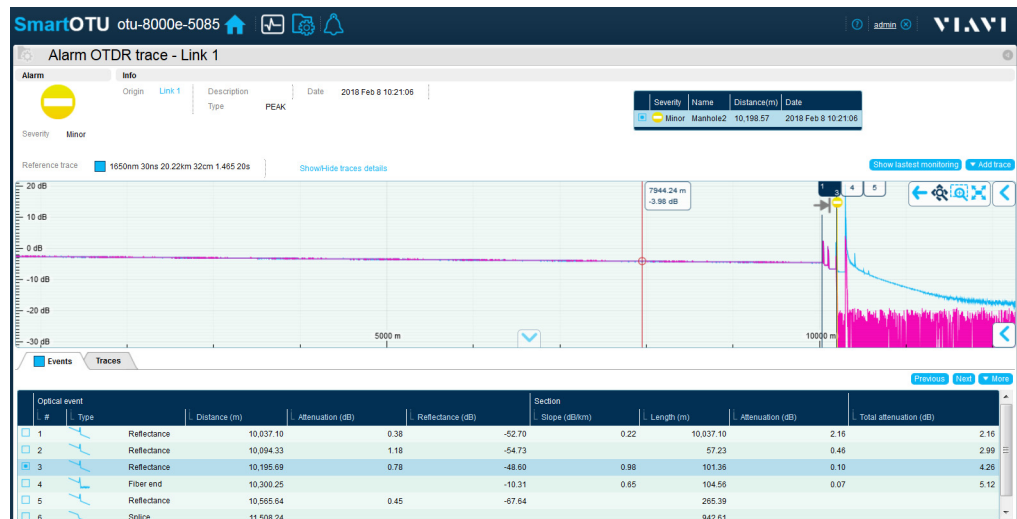 SmartOTU otu-8000e-5085 admin VIAVI
Alarm OTDR trace - Link 1
Alarm Info
Origin Link 1 Description Date 2018 Feb 8 10:21:06
Type PEAK
Severity Name Distance(m) Date
Minor Manhole2 10,198.57 2018 Feb 8 10:21:06
Severity Minor
Reference trace 1650nm 30ns 20.22km 32cm 1.465 20s Show/Hide traces details Show lastest monitoring Add trace
20 dB 7944.24 m 1 3 4 5
-3.98 dB
10 dB
0 dB
-10 dB
-20 dB
-30 dB 5000 m 10000 m
Events Traces
Previous Next More
Optical event Section
# Type Distance (m) Attenuation (dB) Reflectance (dB) Slope (dB/km) Length (m) Attenuation (dB) Total attenuation (dB)
1 Reflectance 10,037.10 0.38 -52.70 0.22 10,037.10 2.16 2.16
2 Reflectance 10,094.33 1.18 -54.73 57.23 0.46 2.99
3 Reflectance 10,195.69 0.78 -48.60 0.98 101.36 0.10 4.26
4 Fiber end 10,300.25 -10.31 0.65 104.56 0.07 5.12
5 Reflectance 10,565.64 0.45 -67.64 265.39
6 Splice 11,508.24 942.61